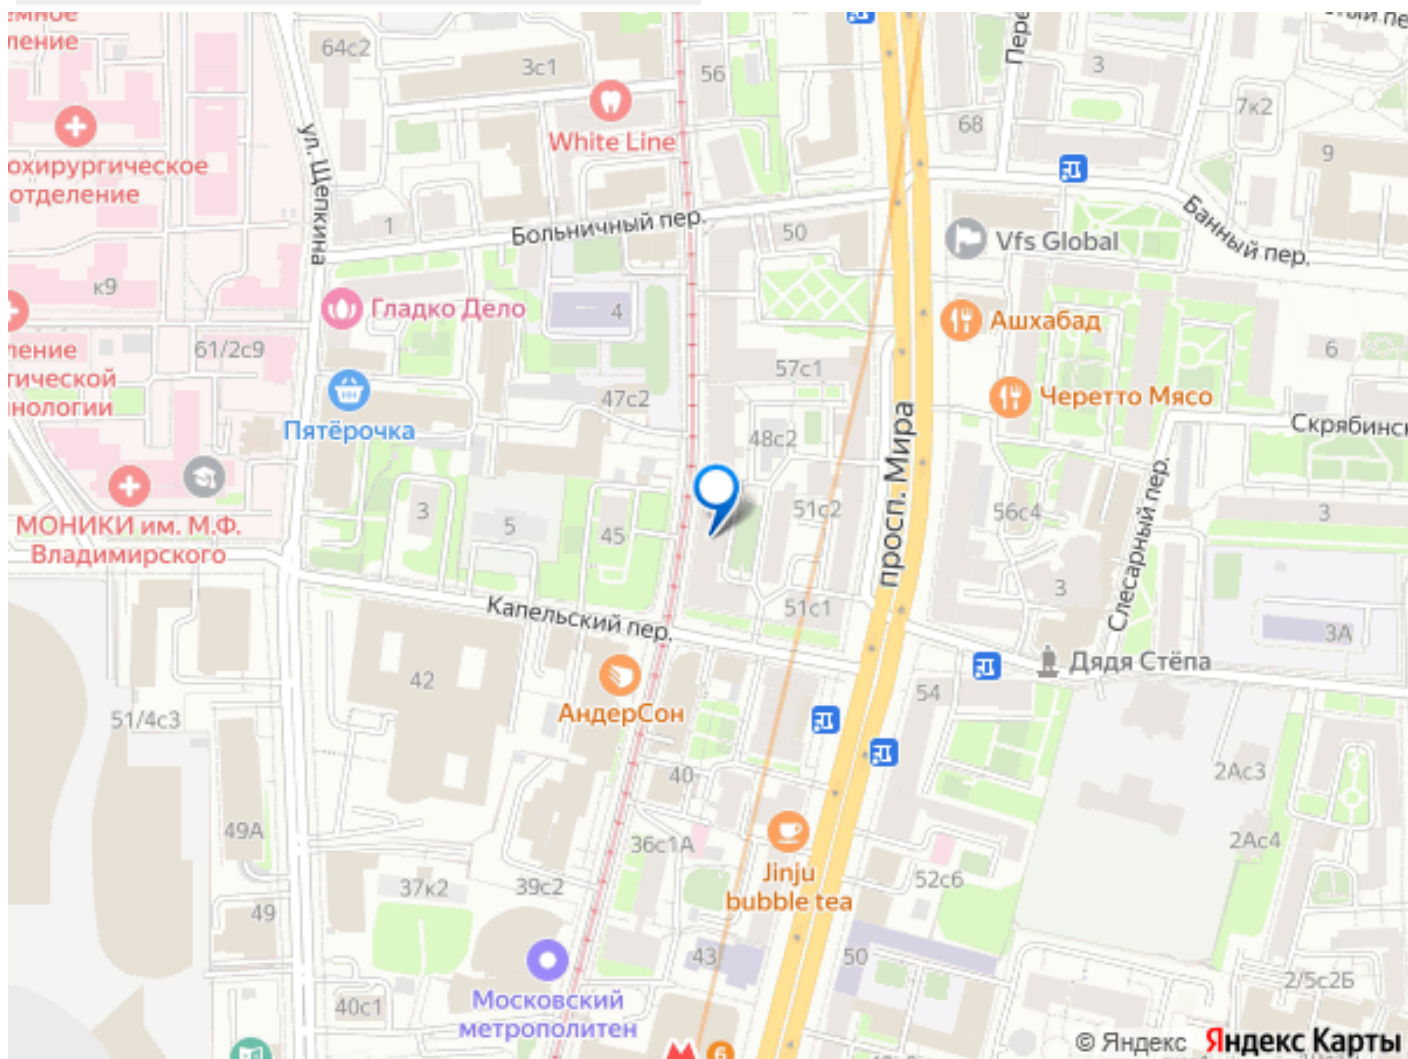 ление
64с2
3с1
56
3
7к2
68
9
White Line
ул. Щепкина
охирургическое
отделение
1
Больничный пер.
50
Vfs Global
Банный пер.
к9
Гладко Дело
4
Ашхабад
61/2с9
6
ление
тической
нологии
57с1
47с2
Черетто Мясо
Пятёрочка
48с2
просп. Мира
Скрябинск
3
5
45
51с2
56с4
3
МОНИКИ им. М.Ф.
Владимирского
Слесарный пер.
3
51с1
Капельский пер.
3А
Дядя Стёпа
42
54
АндерСон
51/4с3
40
2Ас3
49А
36с1А
2Ас4
Jinju
bubble tea
37к2
39с2
52с6
49
43
50
2/5с2Б
Московский
метрополитен
40с1
6
© Яндекс
Яндекс Карты